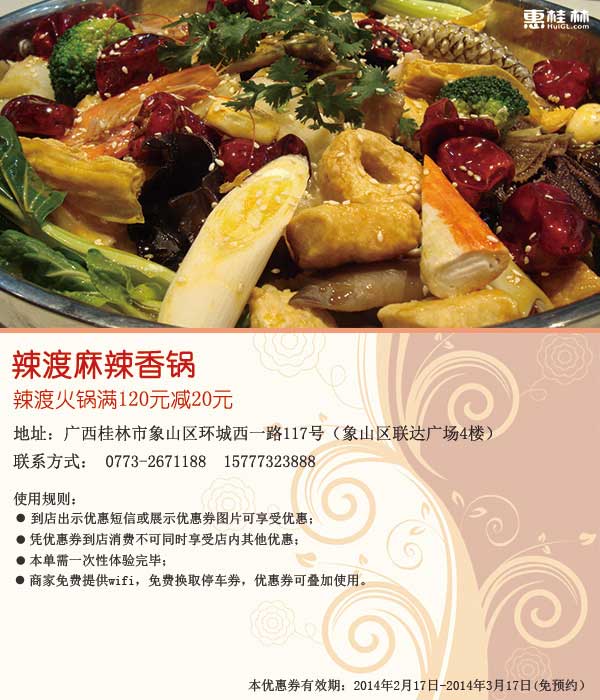 惠桂林
HuiGL.com
辣渡麻辣香锅
辣渡火锅满120元减20元
地址：广西桂林市象山区环城西一路117号（象山区联达广场4楼）
联系方式： 0773-2671188 15777323888
使用规则：
● 到店出示优惠短信或展示优惠券图片可享受优惠；
● 凭优惠券到店消费不可同时享受店内其他优惠；
● 本单需一次性体验完毕；
● 商家免费提供wifi，免费换取停车券，优惠券可叠加使用。
本优惠券有效期：2014年2月17日-2014年3月17日(免预约）